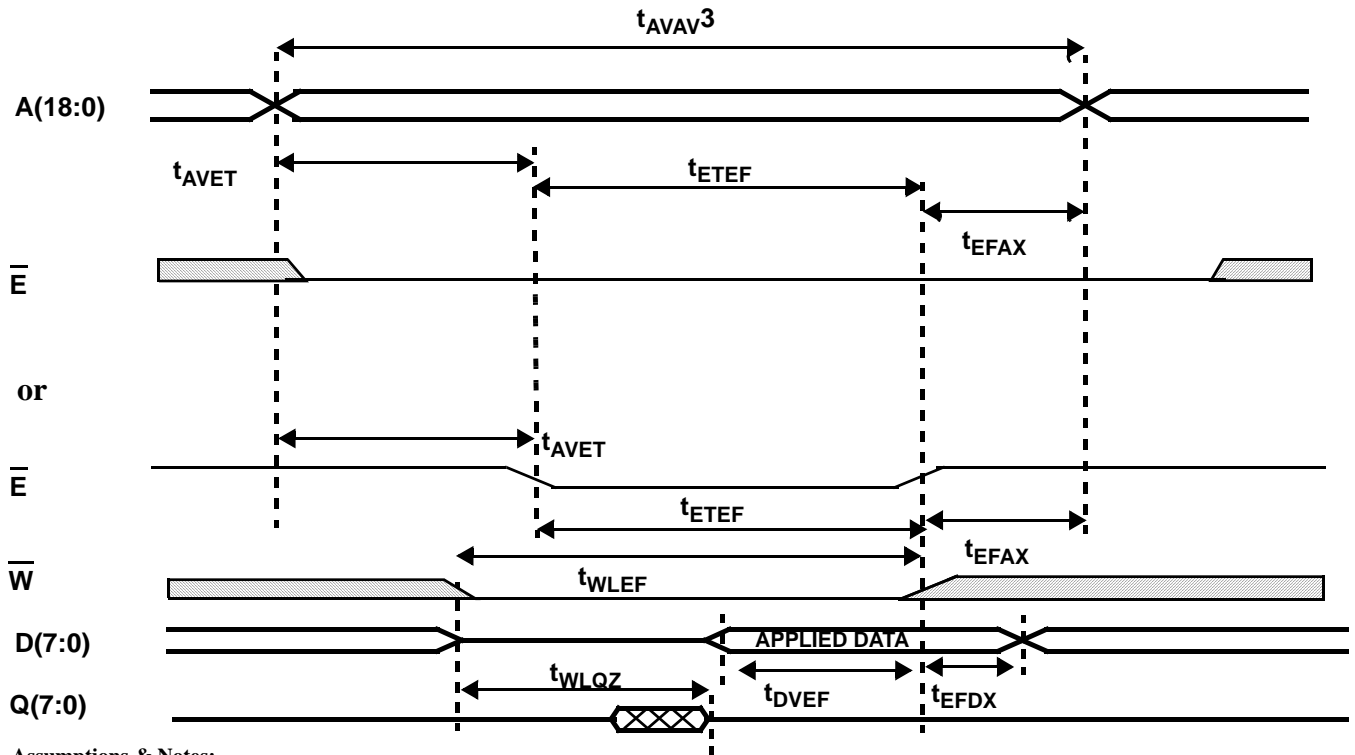 tAVAV3
A(18:0)
tAVET
tETEF
tEFAX
E
or
tAVET
E
tETEF
tEFAX
W
tWLEF
D(7:0)
APPLIED DATA
tWLQZ
tDVEF
tEFDX
Q(7:0)
Assumptions & Notes: